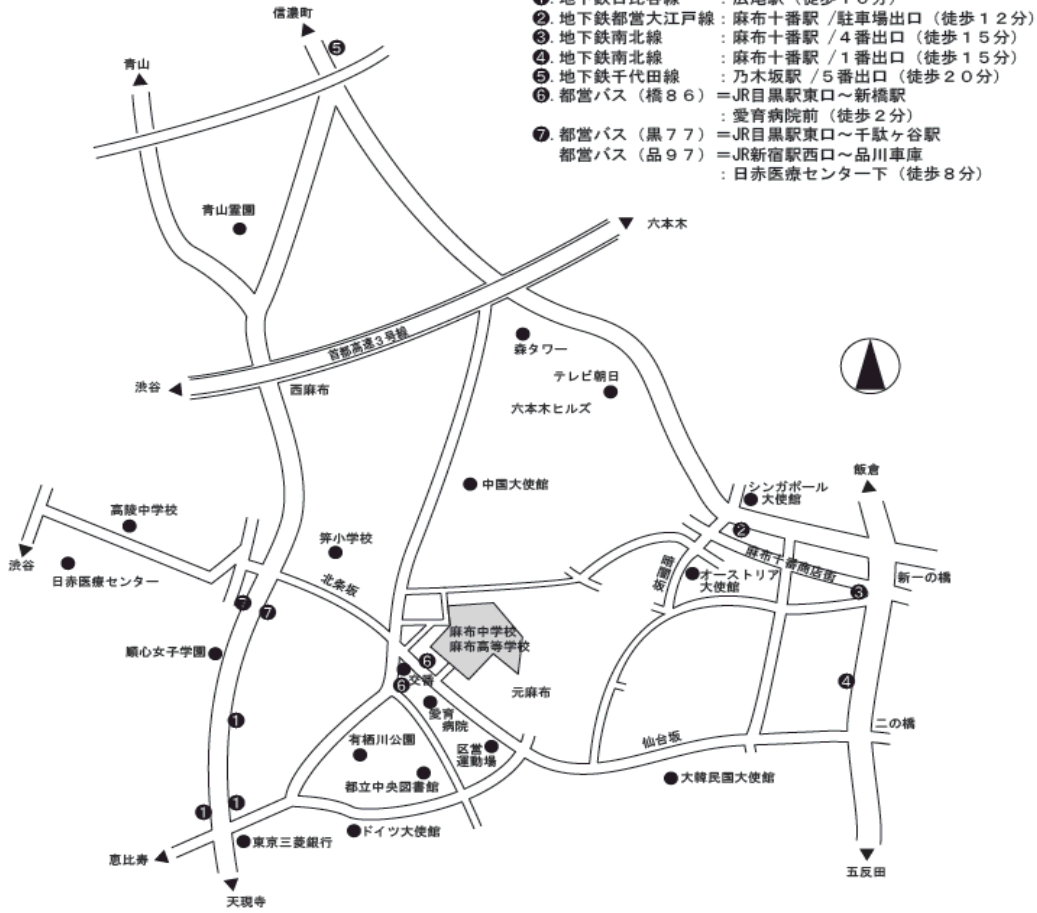 信濃町
❶. 地下鉄日比谷線 : 広尾駅(徒歩10分)
❷. 地下鉄都営大江戸線 : 麻布十番駅 /駐車場出口(徒歩12分)
❸. 地下鉄南北線 : 麻布十番駅 /4番出口(徒歩15分)
❹. 地下鉄南北線 : 麻布十番駅 /1番出口(徒歩15分)
❺. 地下鉄千代田線 : 乃木坂駅 /5番出口(徒歩20分)
❻. 都営バス(橋86)=JR目黒駅東口〜新橋駅
: 愛育病院前(徒歩2分)
❼. 都営バス(黒77)=JR目黒駅東口〜千駄ヶ谷駅
都営バス(品97)=JR新宿駅西口〜品川車庫
: 日赤医療センター下(徒歩8分)
❺
青山
青山霊園
六本木
首都高速3号線
森タワー
テレビ朝日
渋谷
西麻布
六本木ヒルズ
飯倉
中国大使館
シンガポール
大使館
高陵中学校
❷
笄小学校
麻布十番商店街
渋谷
日赤医療センター
北条坂
暗闇坂
オーストリア
大使館
新一の橋
❸
❼
❼
麻布中学校
麻布高等学校
順心女子学園
❻
交番
❻
元麻布
❹
愛育
病院
❶
二の橋
有栖川公園
区営
運動場
仙台坂
都立中央図書館
大韓民国大使館
❶
❶
ドイツ大使館
東京三菱銀行
恵比寿
五反田
天現寺